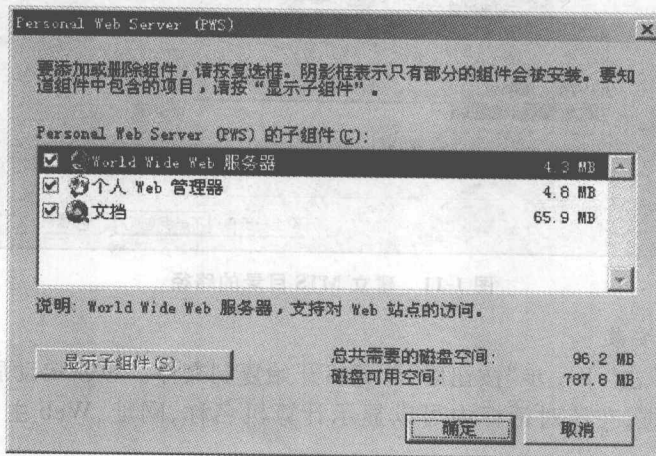 Personal Web Server (PWS)
要添加或删除组件，请按复选框。阴影框表示只有部分的组件会被安装。要知
道组件中包含的项目，请按“显示子组件”。
Personal Web Server (PWS) 的子组件(C):
World Wide Web 服务器 4.3 MB
个人 Web 管理器 4.8 MB
文挡 65.9 MB
说明: World Wide Web 服务器，支持对 Web 站点的访问。
显示子组件(S)
总共需要的磁盘空间: 96.2 MB
磁盘可用空间: 787.8 MB
确定 取消